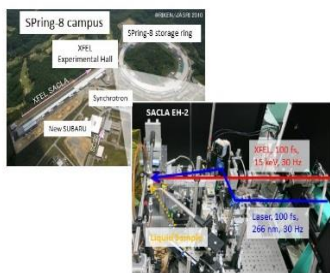 ©RIKEN/JASRI 2010
SPring-8 campus
SPring-8 storage ring
XFEL
Experimental Hall
XFEL SACLA
Synchrotron
New SUBARU
SACLA EH-2
XFEL, 100 fs,
15 keV, 30 Hz
Liquid Sample
Laser, 100 fs,
266 nm, 30 Hz